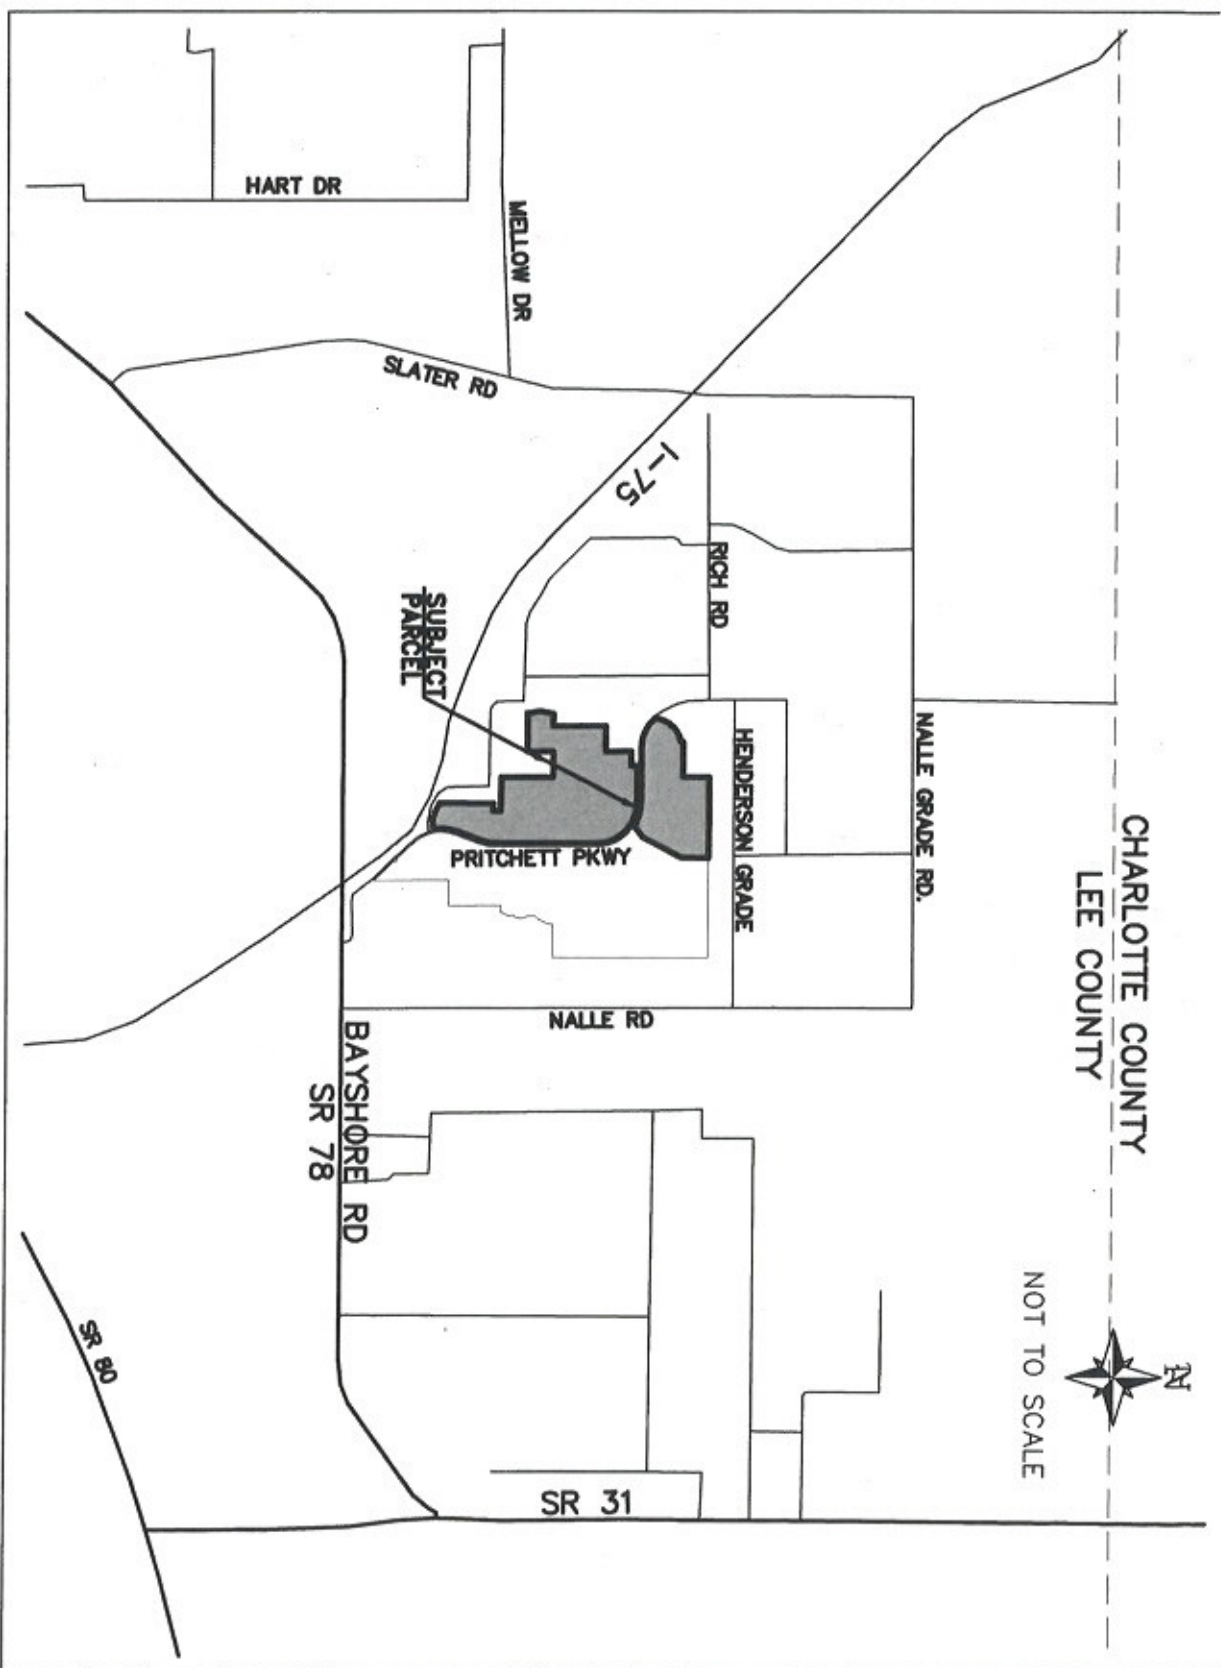 CHARLOTTE COUNTY
LEE COUNTY
N
NOT TO SCALE
NALLE GRADE RD.
HENDERSON GRADE
RICH RD
I-75
MELLOW DR
HART DR
SLATER RD
SUBJECT
PARCEL
PRITCHETT PKWY
NALLE RD
BAYSHORE RD
SR 78
SR 31
SR 80